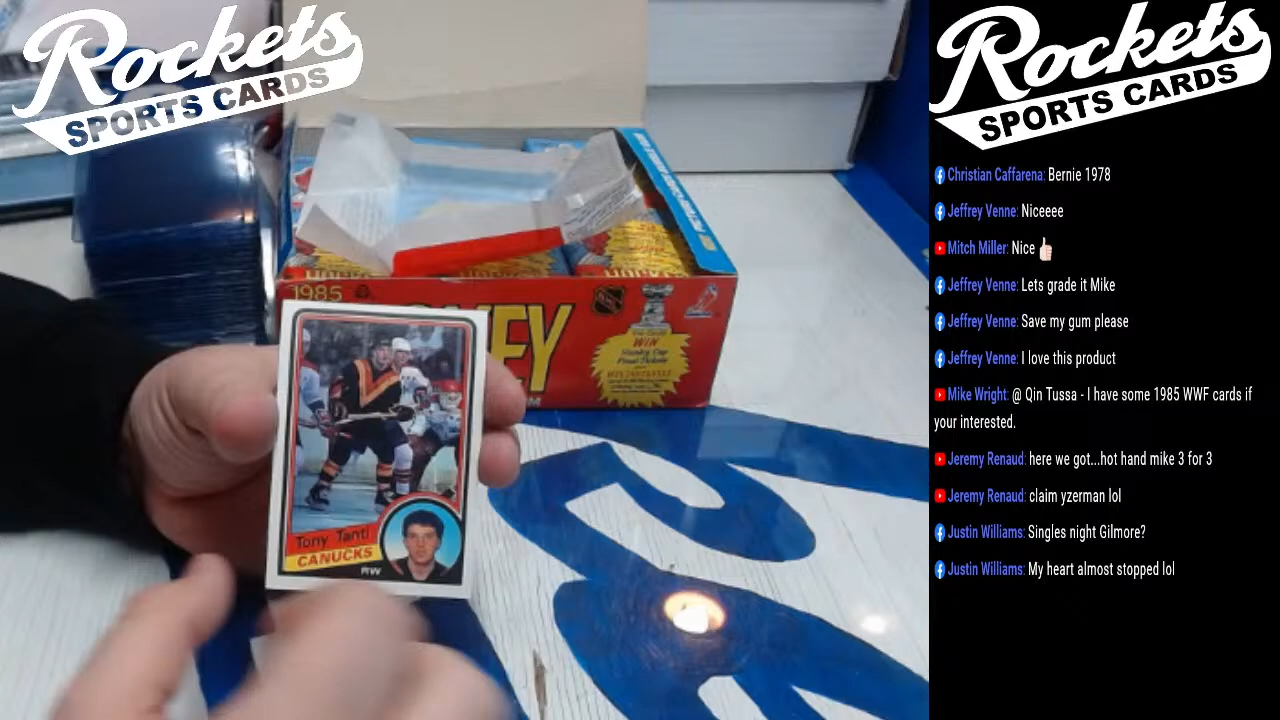 Rockets
SPORTS CARDS
Rockets
SPORTS CARDS
Christian Caffarena: Bernie 1978
Jeffrey Venne: Niceeee
Mitch Miller: Nice 👍🏻
Jeffrey Venne: Lets grade it Mike
Jeffrey Venne: Save my gum please
Jeffrey Venne: I love this product
Mike Wright: @ Qin Tussa - I have some 1985 WWF cards if
your interested.
Jeremy Renaud: here we got...hot hand mike 3 for 3
Jeremy Renaud: claim yzerman lol
Justin Williams: Singles night Gilmore?
Justin Williams: My heart almost stopped lol
1985
NHL
WIN
Stanley Cup
Tony Tanti
CANUCKS
RW